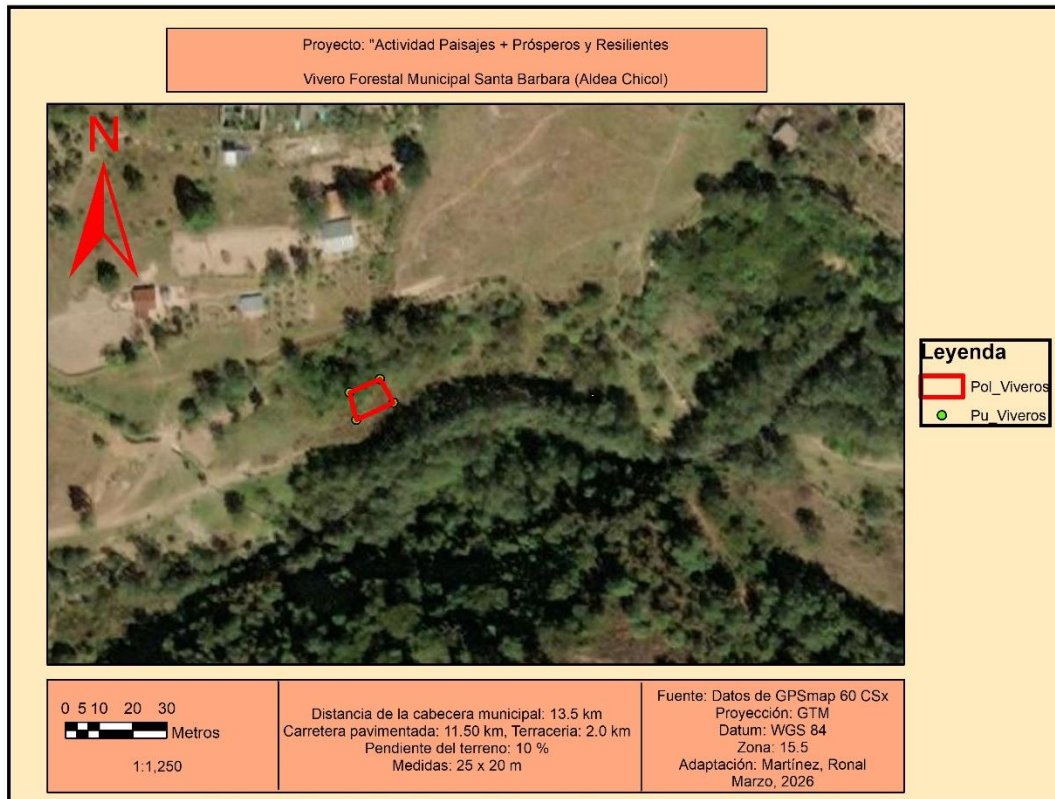 Proyecto: "Actividad Paisajes + Prósperos y Resilientes
Vivero Forestal Municipal Santa Barbara (Aldea Chicol)
N
Leyenda
Pol_Viveros
Pu_Viveros
0 5 10 20 30
Metros
1:1,250
Distancia de la cabecera municipal: 13.5 km
Carretera pavimentada: 11.50 km, Terraceria: 2.0 km
Pendiente del terreno: 10 %
Medidas: 25 x 20 m
Fuente: Datos de GPSmap 60 CSx
Proyección: GTM
Datum: WGS 84
Zona: 15.5
Adaptación: Martínez, Ronal
Marzo, 2026